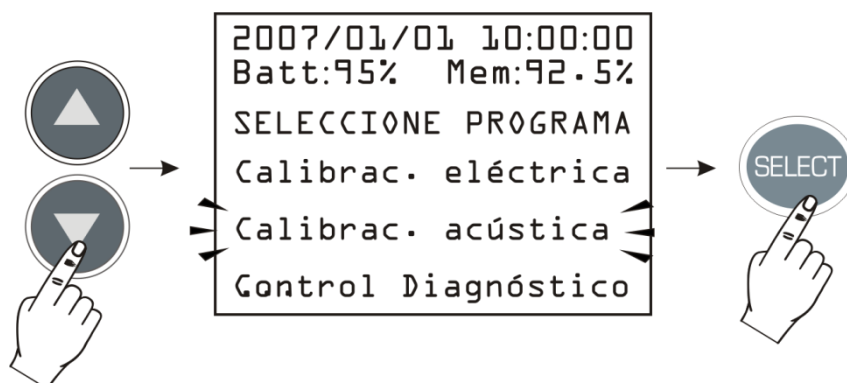 2007/01/01 10:00:00
Batt:95% Mem:92.5%
SELECCIONE PROGRAMA
Calibrac. eléctrica
Calibrac. acústica
Control Diagnóstico
SELECT